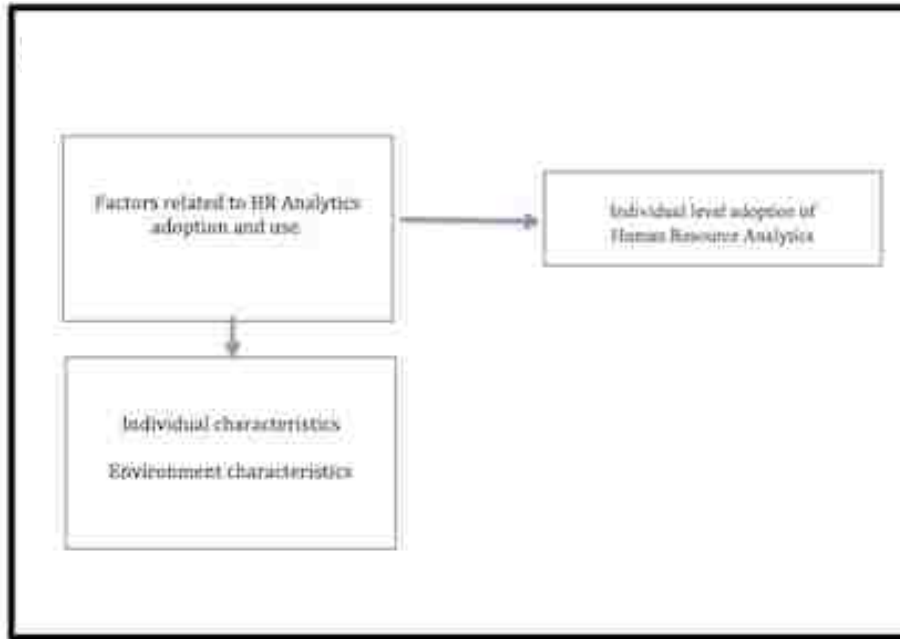 Factors related to HR Analytics
adoption and use
Individual level adoption of
Human Resource Analytics
Individual characteristics
Environment characteristics